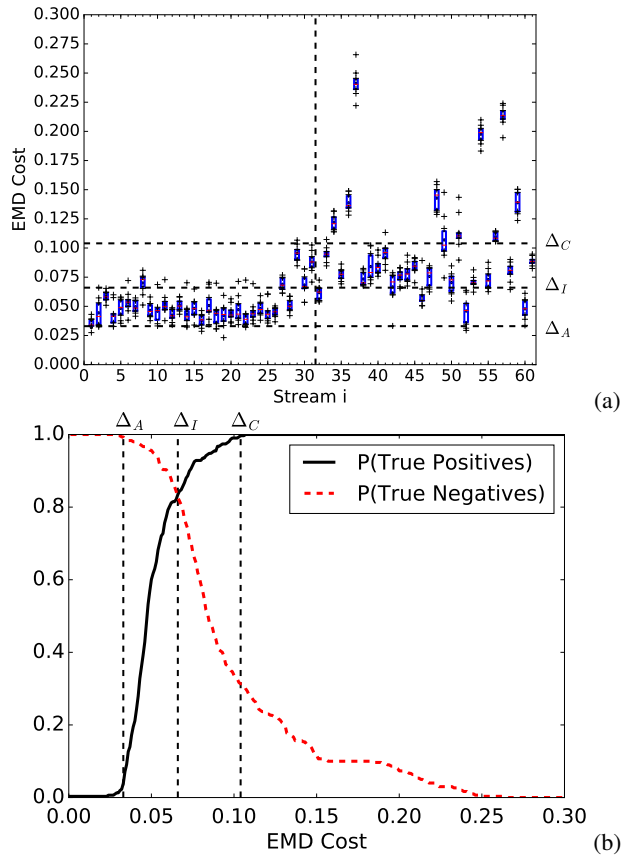 0.300
0.275
0.250
0.225
0.200
0.175
0.150
0.125
0.100
0.075
0.050
0.025
0.000
EMD Cost
Δ_C
Δ_I
Δ_A
0 5 10 15 20 25 30 35 40 45 50 55 60
Stream i
(a)
Δ_A Δ_I Δ_C
1.0
0.8
0.6
0.4
0.2
0.0
P(True Positives)
P(True Negatives)
0.00 0.05 0.10 0.15 0.20 0.25 0.30
EMD Cost
(b)